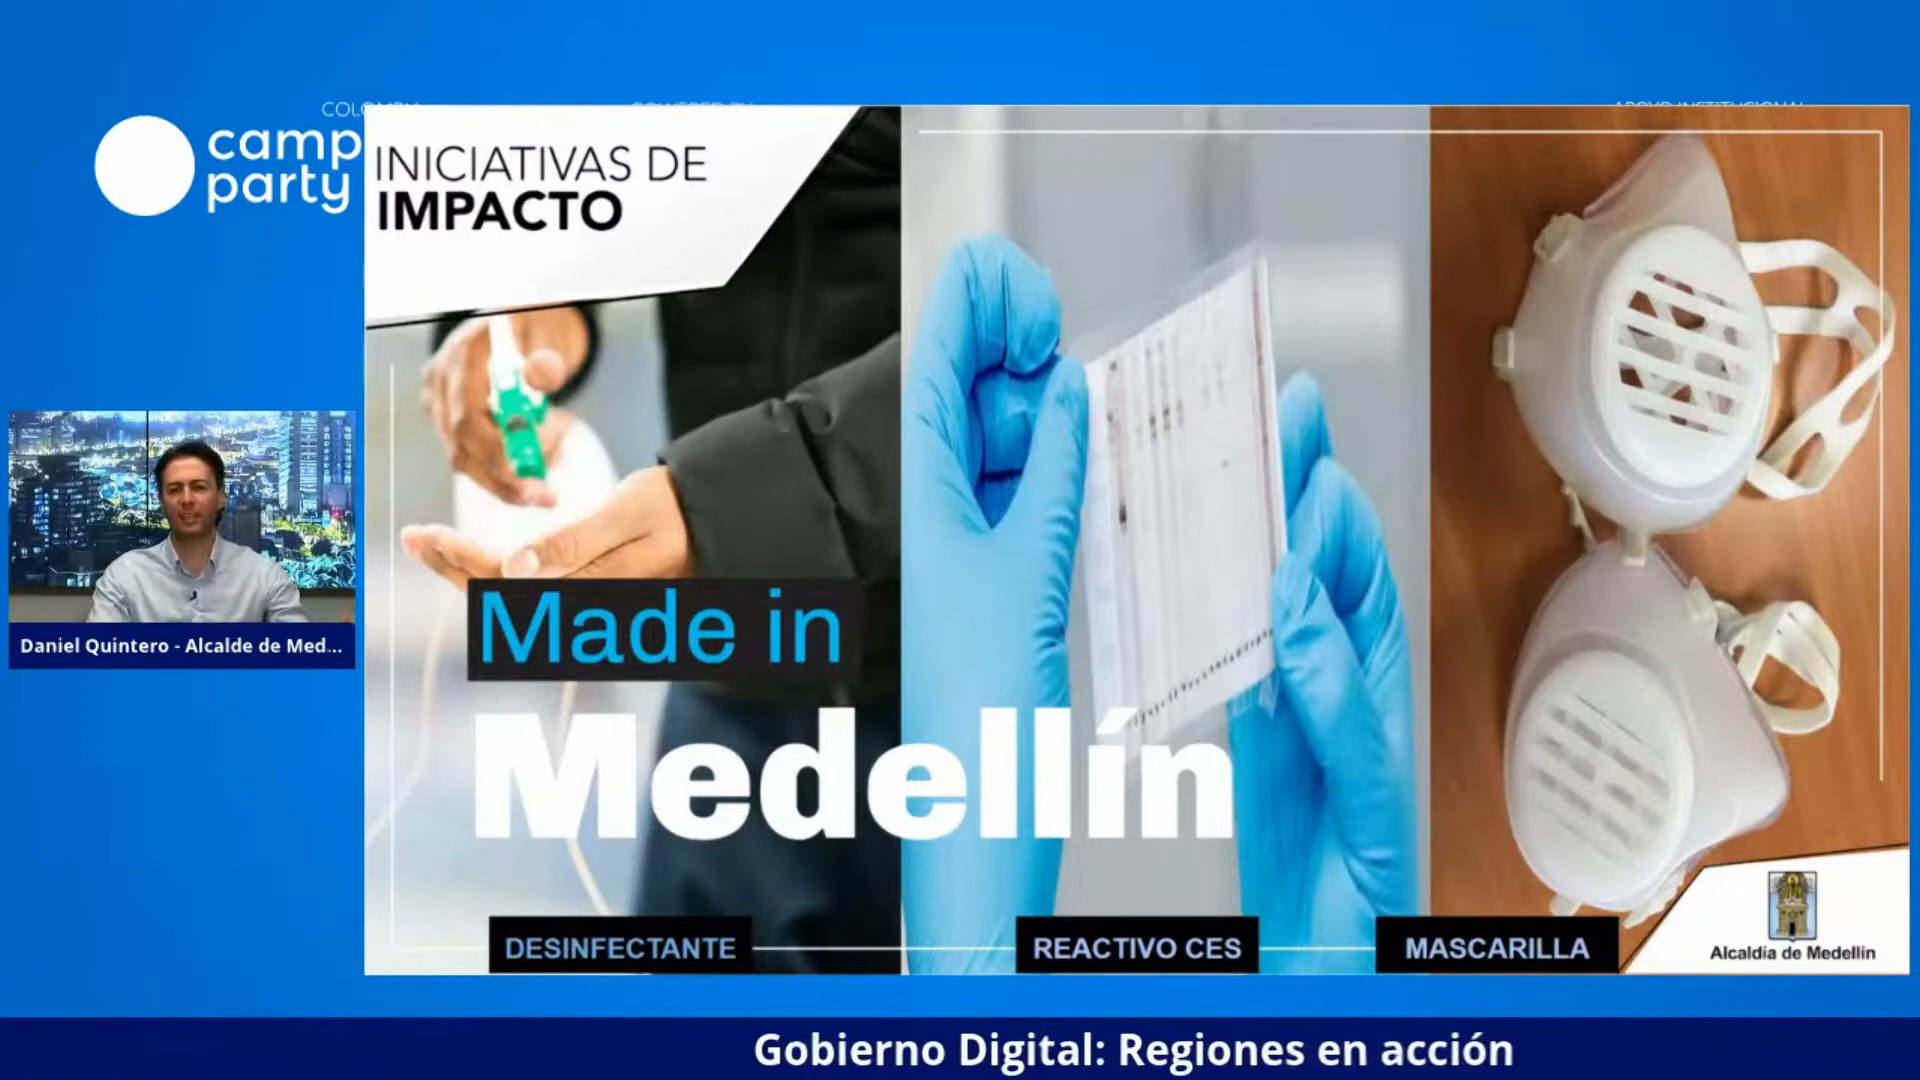 camp
party
INICIATIVAS DE
IMPACTO
Made in
Medellín
Daniel Quintero - Alcalde de Med...
DESINFECTANTE
REACTIVO CES
MASCARILLA
Alcaldía de Medellín
Gobierno Digital: Regiones en acción